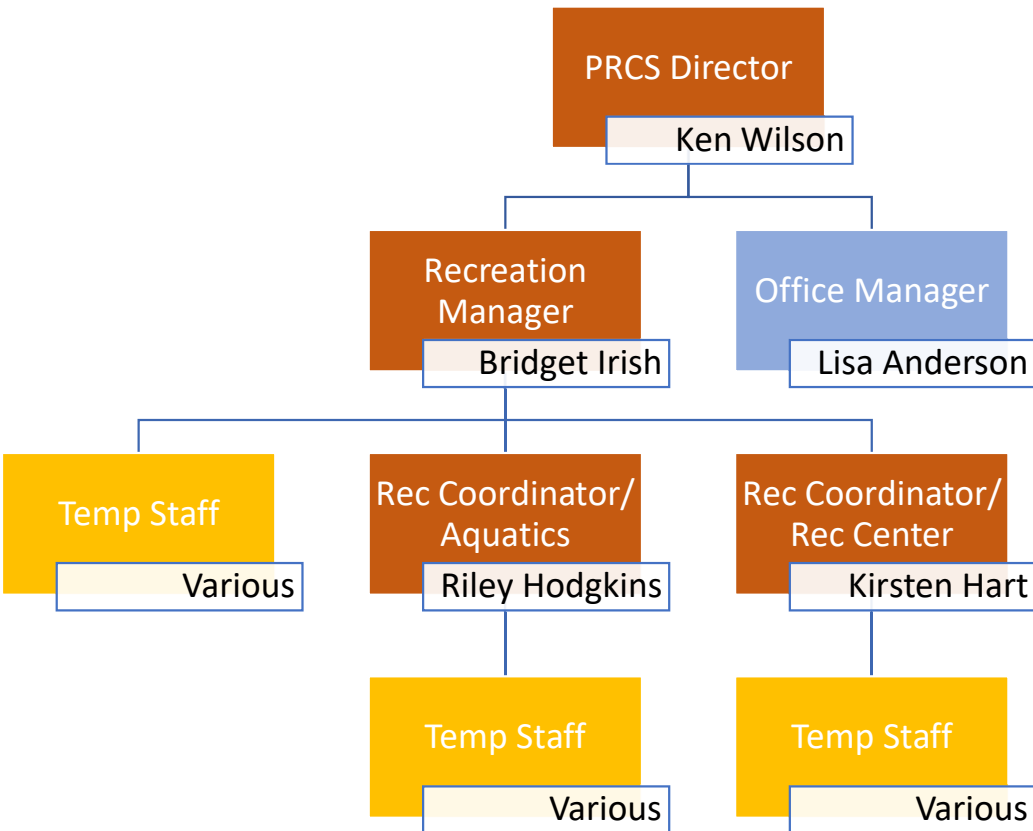 PRCS Director
Ken Wilson
Recreation
Manager
Bridget Irish
Office Manager
Lisa Anderson
Temp Staff
Various
Rec Coordinator/
Aquatics
Riley Hodgkins
Rec Coordinator/
Rec Center
Kirsten Hart
Temp Staff
Various
Temp Staff
Various